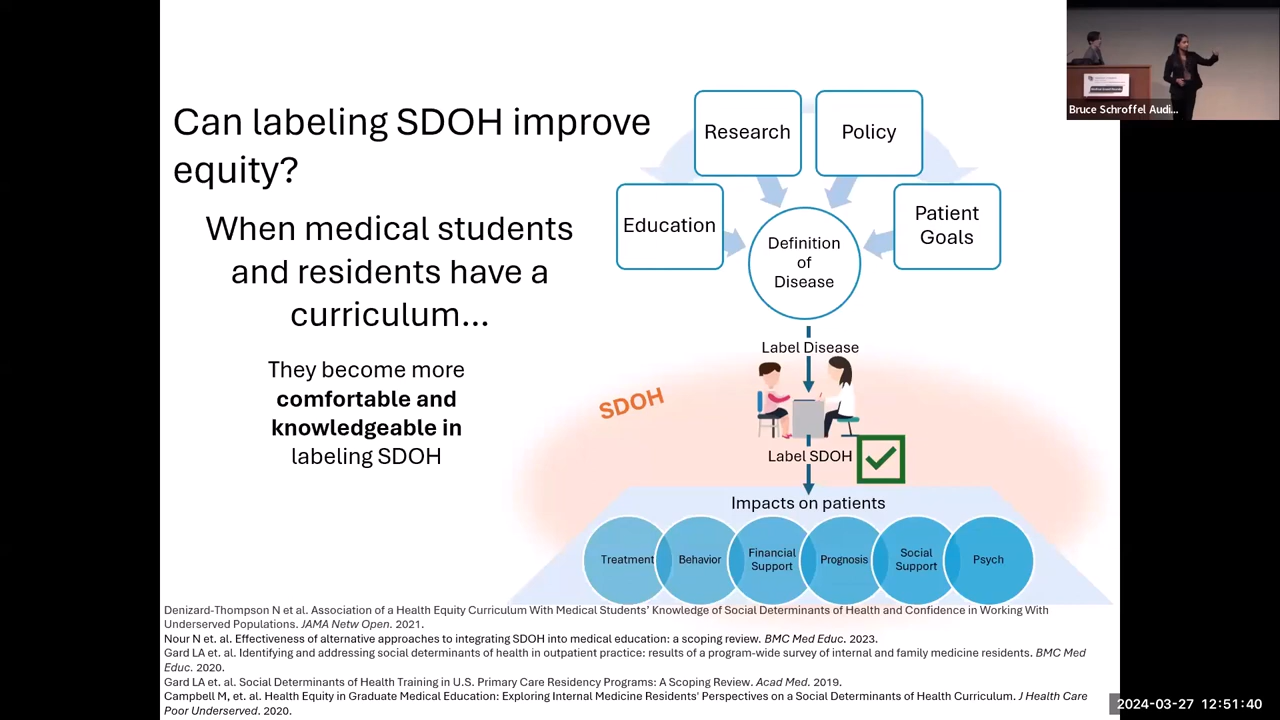 Can labeling SDOH improve
equity?
When medical students
and residents have a
curriculum...
They become more
comfortable and
knowledgeable in
labeling SDOH
Research
Policy
Education
Patient
Goals
Definition
of
Disease
Label Disease
SDOH
Label SDOH
Impacts on patients
Treatment
Behavior
Financial
Support
Prognosis
Social
Support
Psych
Denizard-Thompson N et al. Association of a Health Equity Curriculum With Medical Students' Knowledge of Social Determinants of Health and Confidence in Working With
Underserved Populations. JAMA Netw Open. 2021.
Nour N et. al. Effectiveness of alternative approaches to integrating SDOH into medical education: a scoping review. BMC Med Educ. 2023.
Gard LA et. al. Identifying and addressing social determinants of health in outpatient practice: results of a program-wide survey of internal and family medicine residents. BMC Med
Educ. 2020.
Gard LA et. al. Social Determinants of Health Training in U.S. Primary Care Residency Programs: A Scoping Review. Acad Med. 2019.
Campbell M, et. al. Health Equity in Graduate Medical Education: Exploring Internal Medicine Residents' Perspectives on a Social Determinants of Health Curriculum. J Health Care
Poor Underserved. 2020.
Bruce Schroffel Audi...
2024-03-27 12:51:40